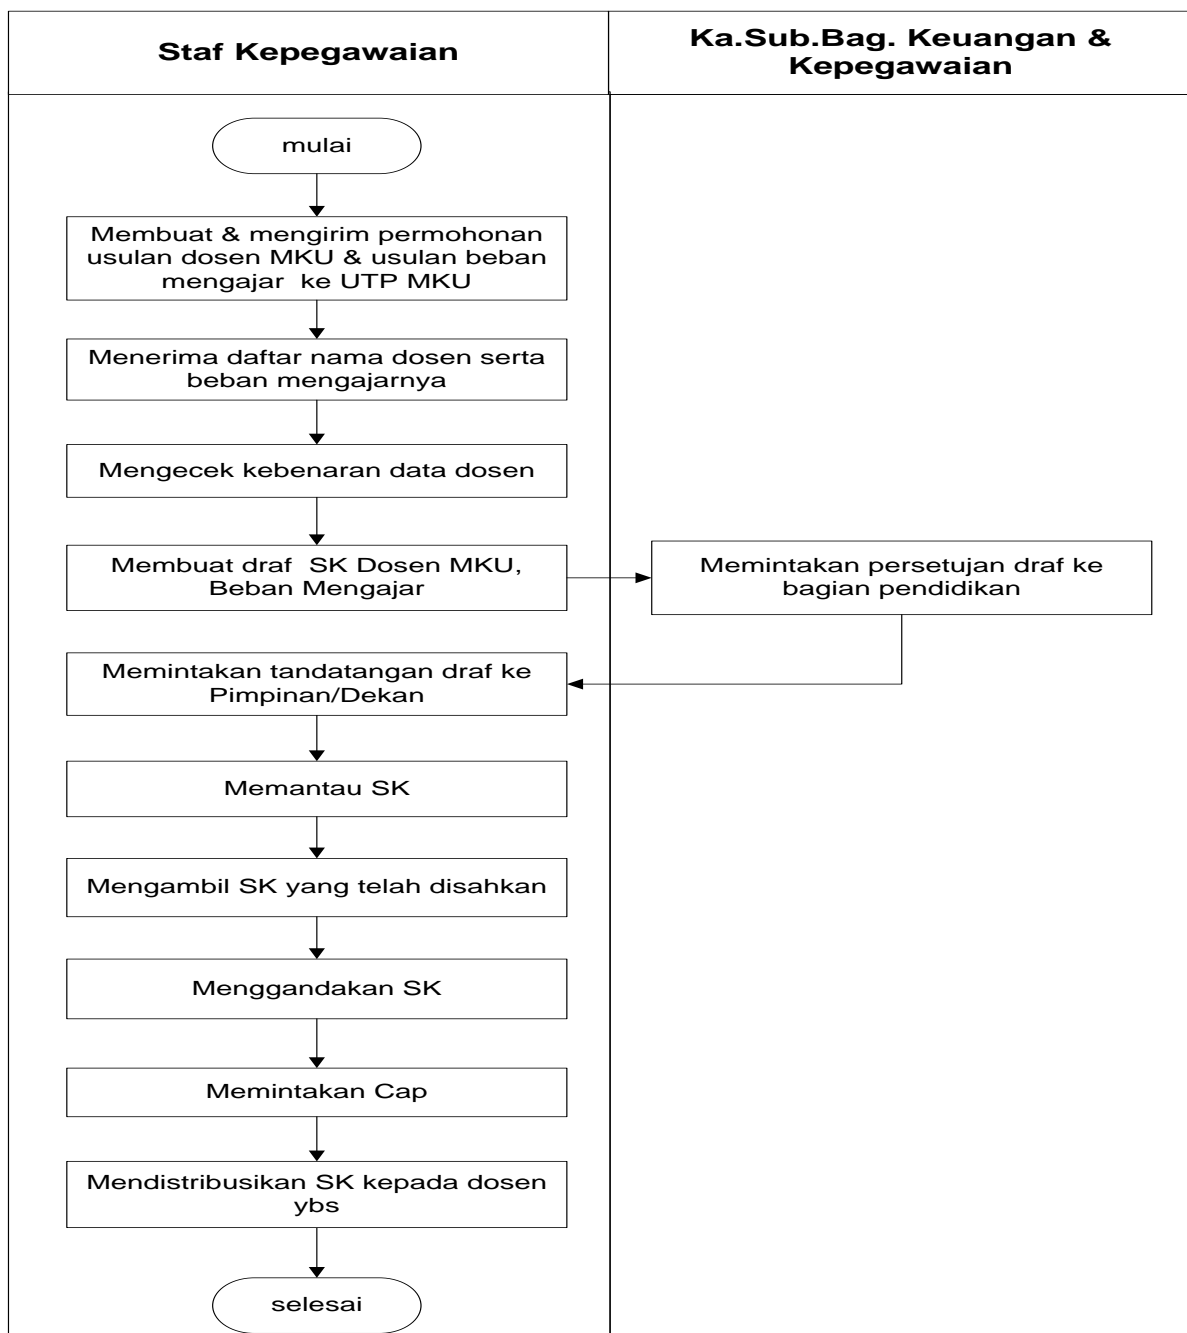 Staf Kepegawaian
Ka.Sub.Bag. Keuangan &
Kepegawaian
mulai
Membuat & mengirim permohonan
usulan dosen MKU & usulan beban
mengajar ke UTP MKU
Menerima daftar nama dosen serta
beban mengajarnya
Mengecek kebenaran data dosen
Membuat draf SK Dosen MKU,
Beban Mengajar
Memintakan persetujan draf ke
bagian pendidikan
Memintakan tandatangan draf ke
Pimpinan/Dekan
Memantau SK
Mengambil SK yang telah disahkan
Menggandakan SK
Memintakan Cap
Mendistribusikan SK kepada dosen
ybs
selesai